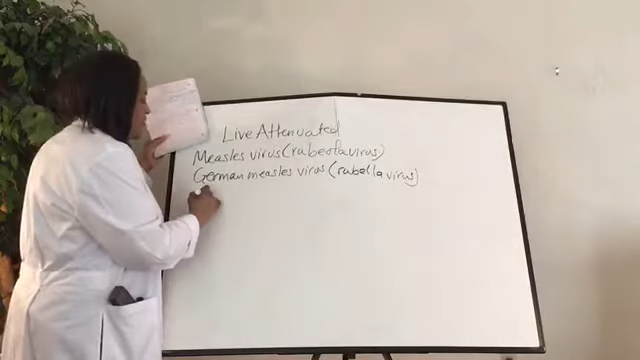 Live Attenuated
Measles virus (rubeola virus)
German measles virus (rubella virus)